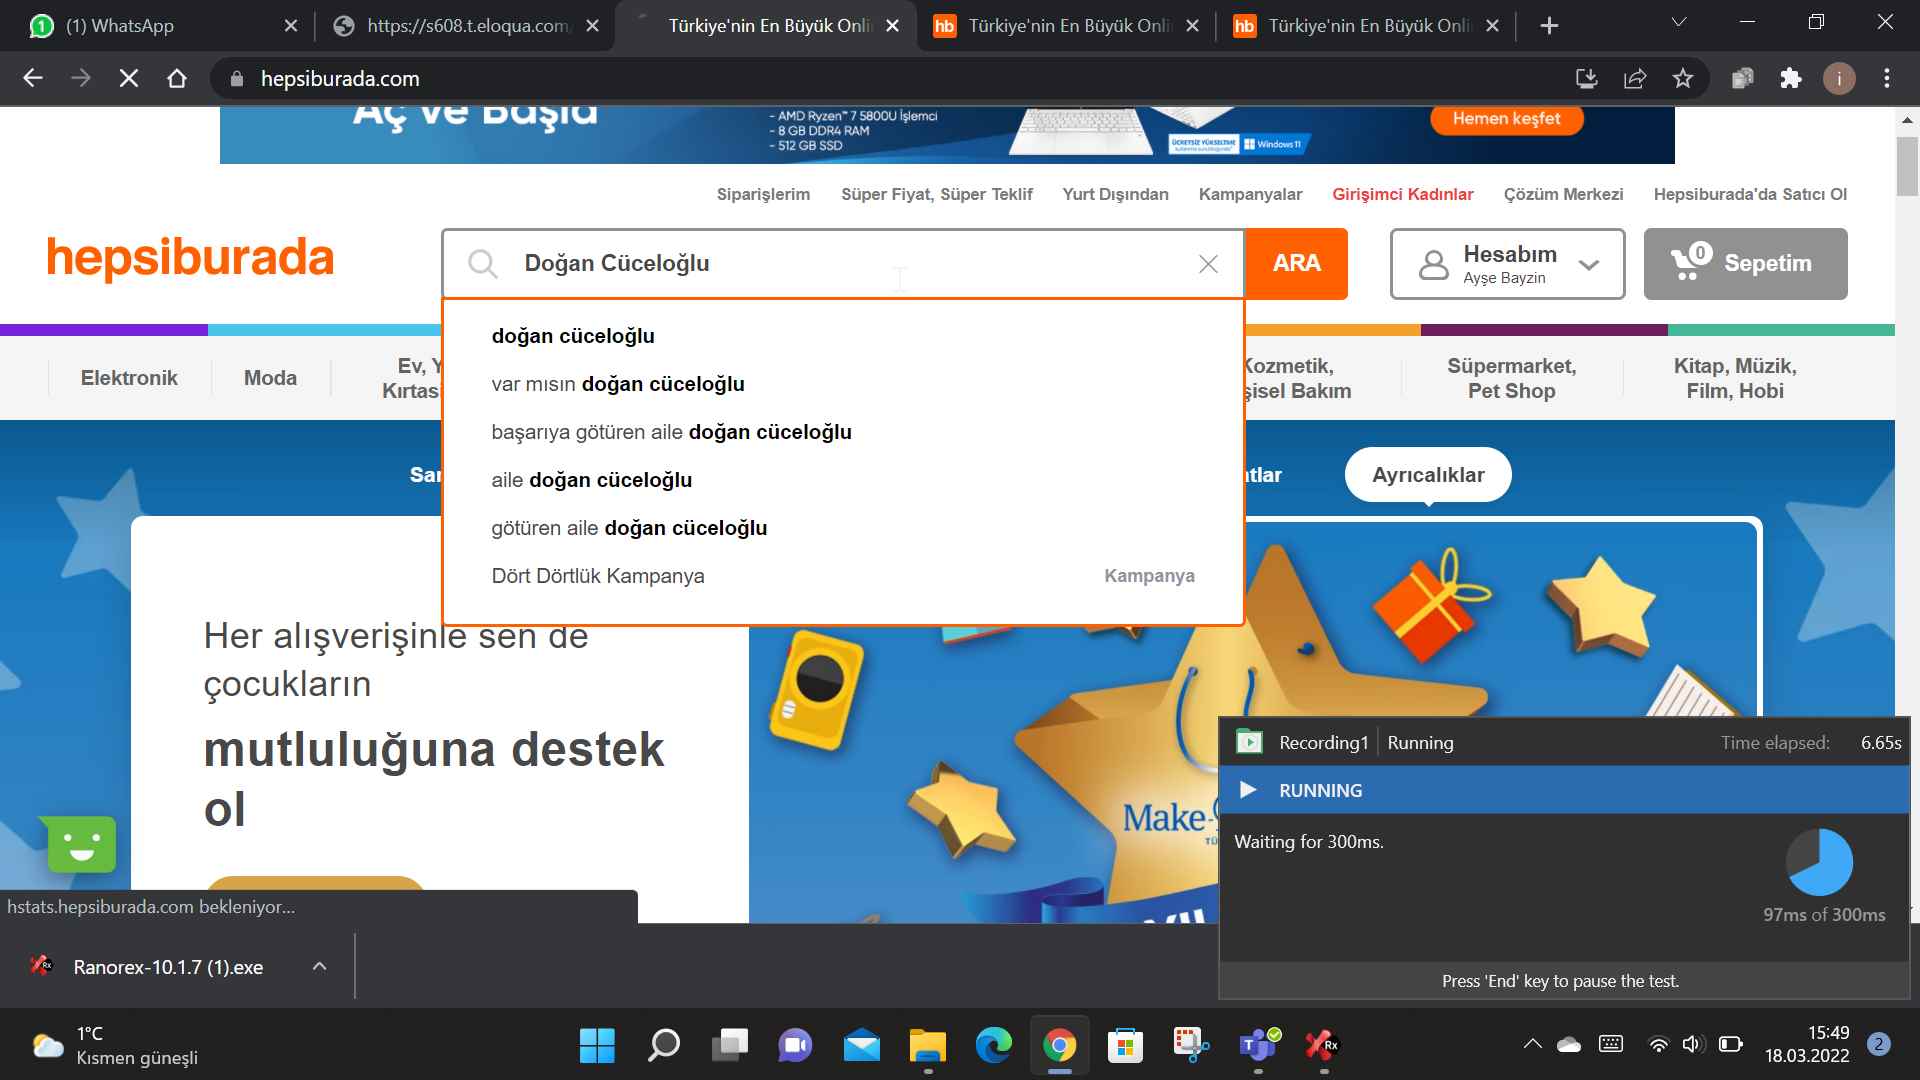 (1) WhatsApp
https://s608.t.eloqua.com/
Türkiye'nin En Büyük Onli
hb
Türkiye'nin En Büyük Onli
hb
Türkiye'nin En Büyük Onli
hepsiburada.com
i
Aç ve Başla
- AMD Ryzen™ 7 5800U İşlemci
- 8 GB DDR4 RAM
- 512 GB SSD
Windows 11
Hemen keşfet
Siparişlerim
Süper Fiyat, Süper Teklif
Yurt Dışından
Kampanyalar
Girişimci Kadınlar
Çözüm Merkezi
Hepsiburada'da Satıcı Ol
hepsiburada
Doğan Cüceloğlu
ARA
Hesabım
Ayşe Bayzin
0
Sepetim
Elektronik
Moda
Ev, Y
Kırtasi
Kozmetik,
şisel Bakım
Süpermarket,
Pet Shop
Kitap, Müzik,
Film, Hobi
doğan cüceloğlu
var mısın doğan cüceloğlu
başarıya götüren aile doğan cüceloğlu
aile doğan cüceloğlu
götüren aile doğan cüceloğlu
Dört Dörtlük Kampanya
Kampanya
Ayrıcalıklar
Her alışverişinle sen de
çocukların
mutluluğuna destek
ol
Make-
TÜ
Recording1
Running
Time elapsed:
6.65s
RUNNING
Waiting for 300ms.
97ms of 300ms
Press 'End' key to pause the test.
hstats.hepsiburada.com bekleniyor...
Rx
Ranorex-10.1.7 (1).exe
1°C
Kısmen güneşli
Rx
15:49
18.03.2022
2